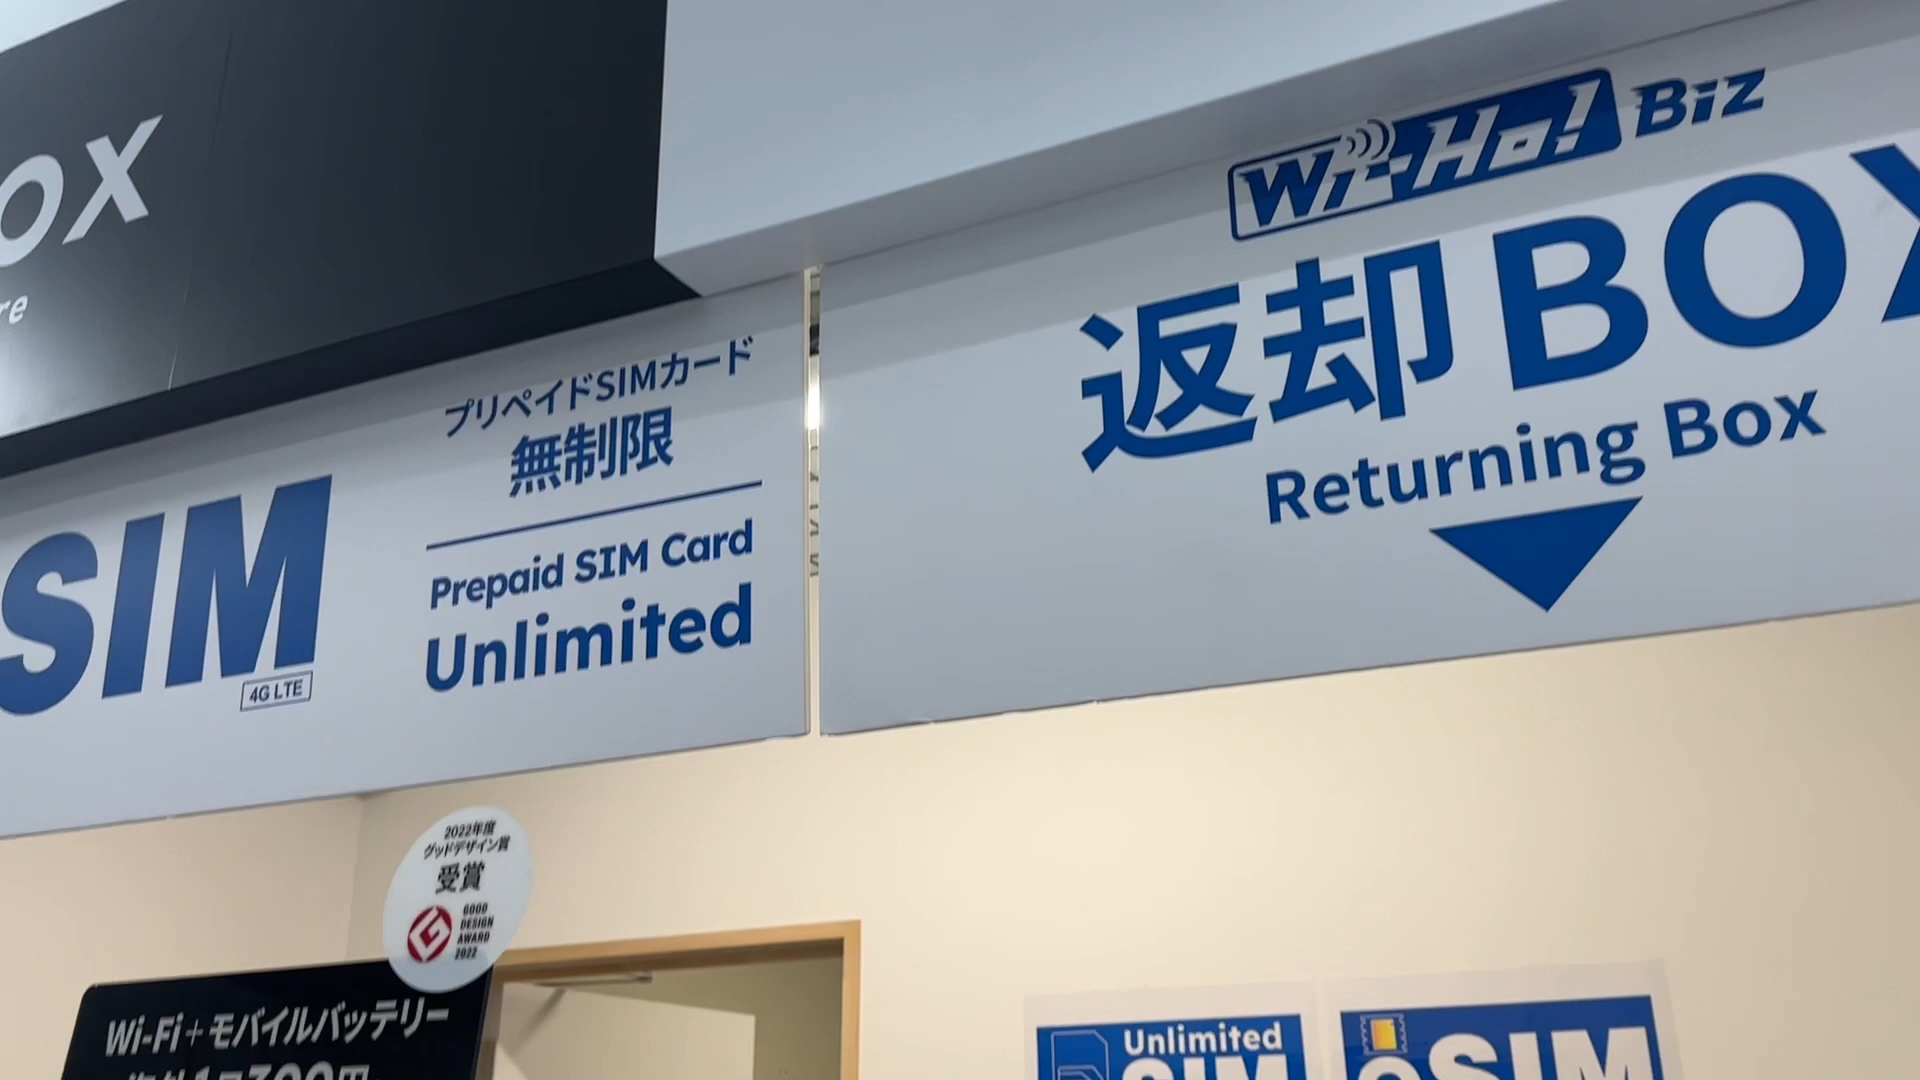 OX
re
SIM
4G LTE
プリペイドSIMカード
無制限
Prepaid SIM Card
Unlimited
Wi-Ho! Biz
返却BOX
Returning Box
2022年度
グッドデザイン賞
受賞
GOOD
DESIGN
AWARD
2022
Wi-Fi+モバイルバッテリー
Unlimited
SIM
eSIM